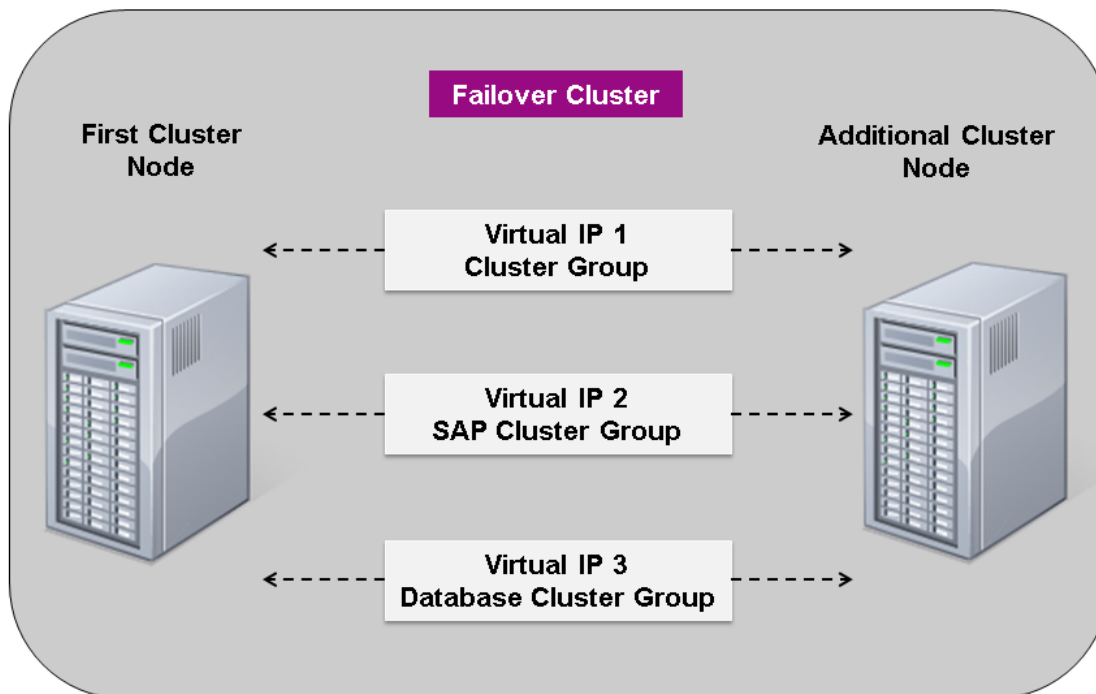 Failover Cluster
First Cluster
Node
Additional Cluster
Node
Virtual IP 1
Cluster Group
Virtual IP 2
SAP Cluster Group
Virtual IP 3
Database Cluster Group